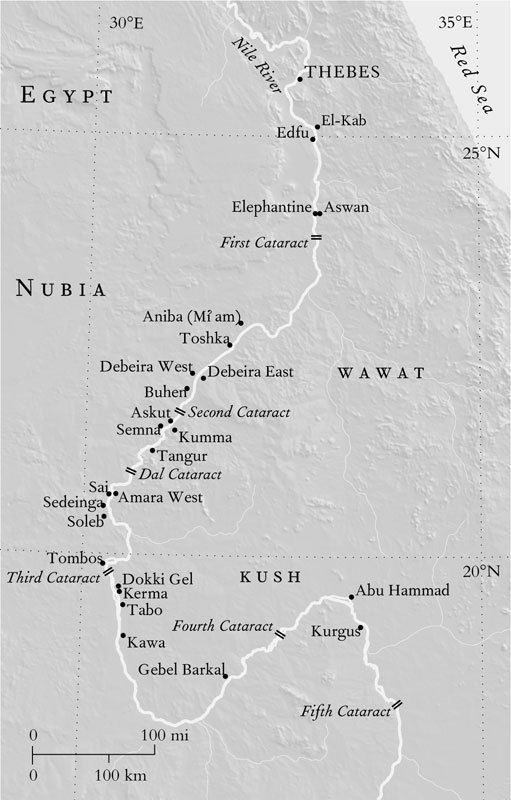 30°E
35°E
Nile River
THEBES
Red Sea
EGYPT
El-Kab
Edfu
25°N
Elephantine
Aswan
First Cataract
NUBIA
Aniba (Mîam)
Toshka
Debeira West
Debeira East
WAWAT
Buhen
Askut
Second Cataract
Semna
Kumma
Tangur
Dal Cataract
Sai
Amara West
Sedeinga
Soleb
Tombos
20°N
Third Cataract
Dokki Gel
KUSH
Kerma
Abu Hammad
Tabo
Fourth Cataract
Kurgus
Kawa
Gebel Barkal
Fifth Cataract
0 100 mi
0 100 km